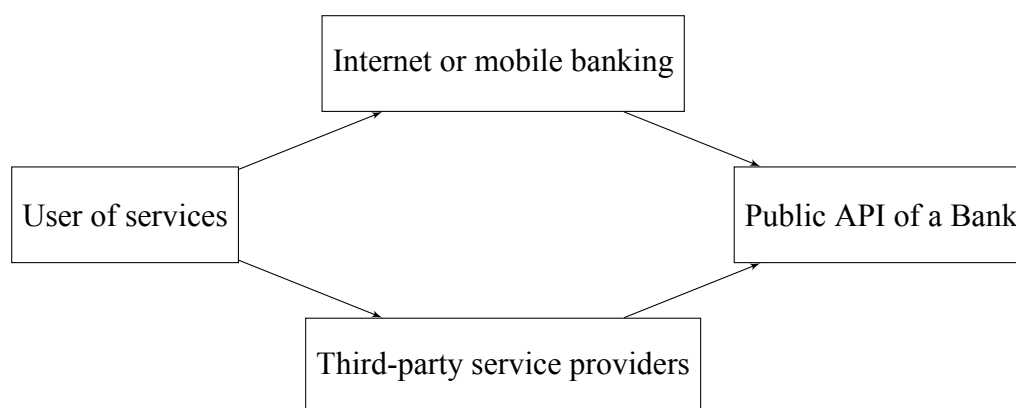 Internet or mobile banking
User of services
Public API of a Bank
Third-party service providers